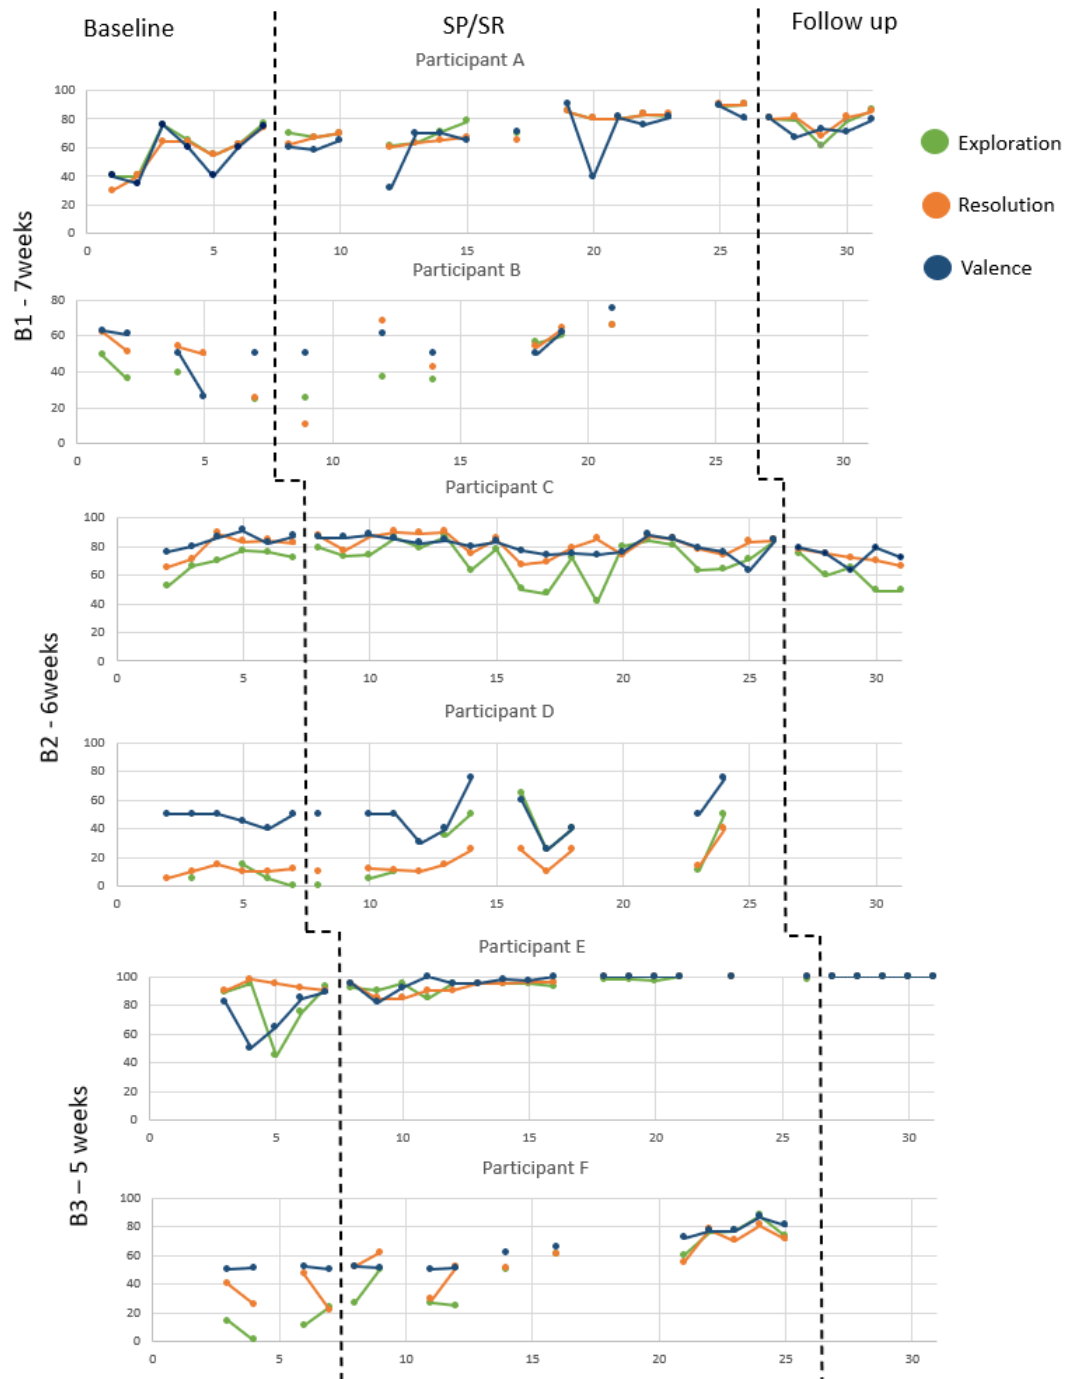 Baseline
SP/SR
Follow up
Participant A
100
80
60
40
20
0
0 5 10 15 20 25 30
Exploration
Resolution
Valence
B1 - 7weeks
Participant B
80
60
40
20
0
0 5 10 15 20 25 30
Participant C
100
80
60
40
20
0
0 5 10 15 20 25 30
B2 - 6weeks
Participant D
100
80
60
40
20
0
0 5 10 15 20 25 30
Participant E
100
80
60
40
20
0
0 5 10 15 20 25 30
B3 – 5 weeks
Participant F
100
80
60
40
20
0
0 5 10 15 20 25 30